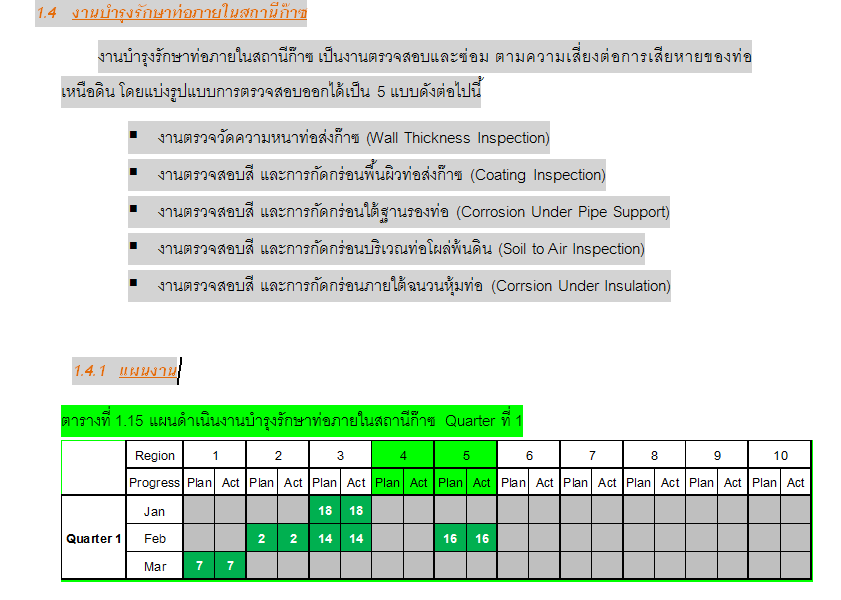 1.4 งานบำรุงรักษาท่อภายในสถานีก๊าซ
งานบำรุงรักษาท่อภายในสถานีก๊าซ เป็นงานตรวจสอบและซ่อม ตามความเสี่ยงต่อการเสียหายของท่อ
เหนือดิน โดยแบ่งรูปแบบการตรวจสอบออกได้เป็น 5 แบบดังต่อไปนี้
▪ งานตรวจวัดความหนาท่อส่งก๊าซ (Wall Thickness Inspection)
▪ งานตรวจสอบสี และการกัดกร่อนพื้นผิวท่อส่งก๊าซ (Coating Inspection)
▪ งานตรวจสอบสี และการกัดกร่อนใต้ฐานรองท่อ (Corrosion Under Pipe Support)
▪ งานตรวจสอบสี และการกัดกร่อนบริเวณท่อโผล่พ้นดิน (Soil to Air Inspection)
▪ งานตรวจสอบสี และการกัดกร่อนภายใต้ฉนวนหุ้มท่อ (Corrsion Under Insulation)
1.4.1 แผนงาน
ตารางที่ 1.15 แผนดำเนินงานบำรุงรักษาท่อภายในสถานีก๊าซ Quarter ที่ 1
Region 1 2 3 4 5 6 7 8 9 10
Progress Plan Act Plan Act Plan Act Plan Act Plan Act Plan Act Plan Act Plan Act Plan Act Plan Act
Jan 18 18
Quarter 1 Feb 2 2 14 14 16 16
Mar 7 7